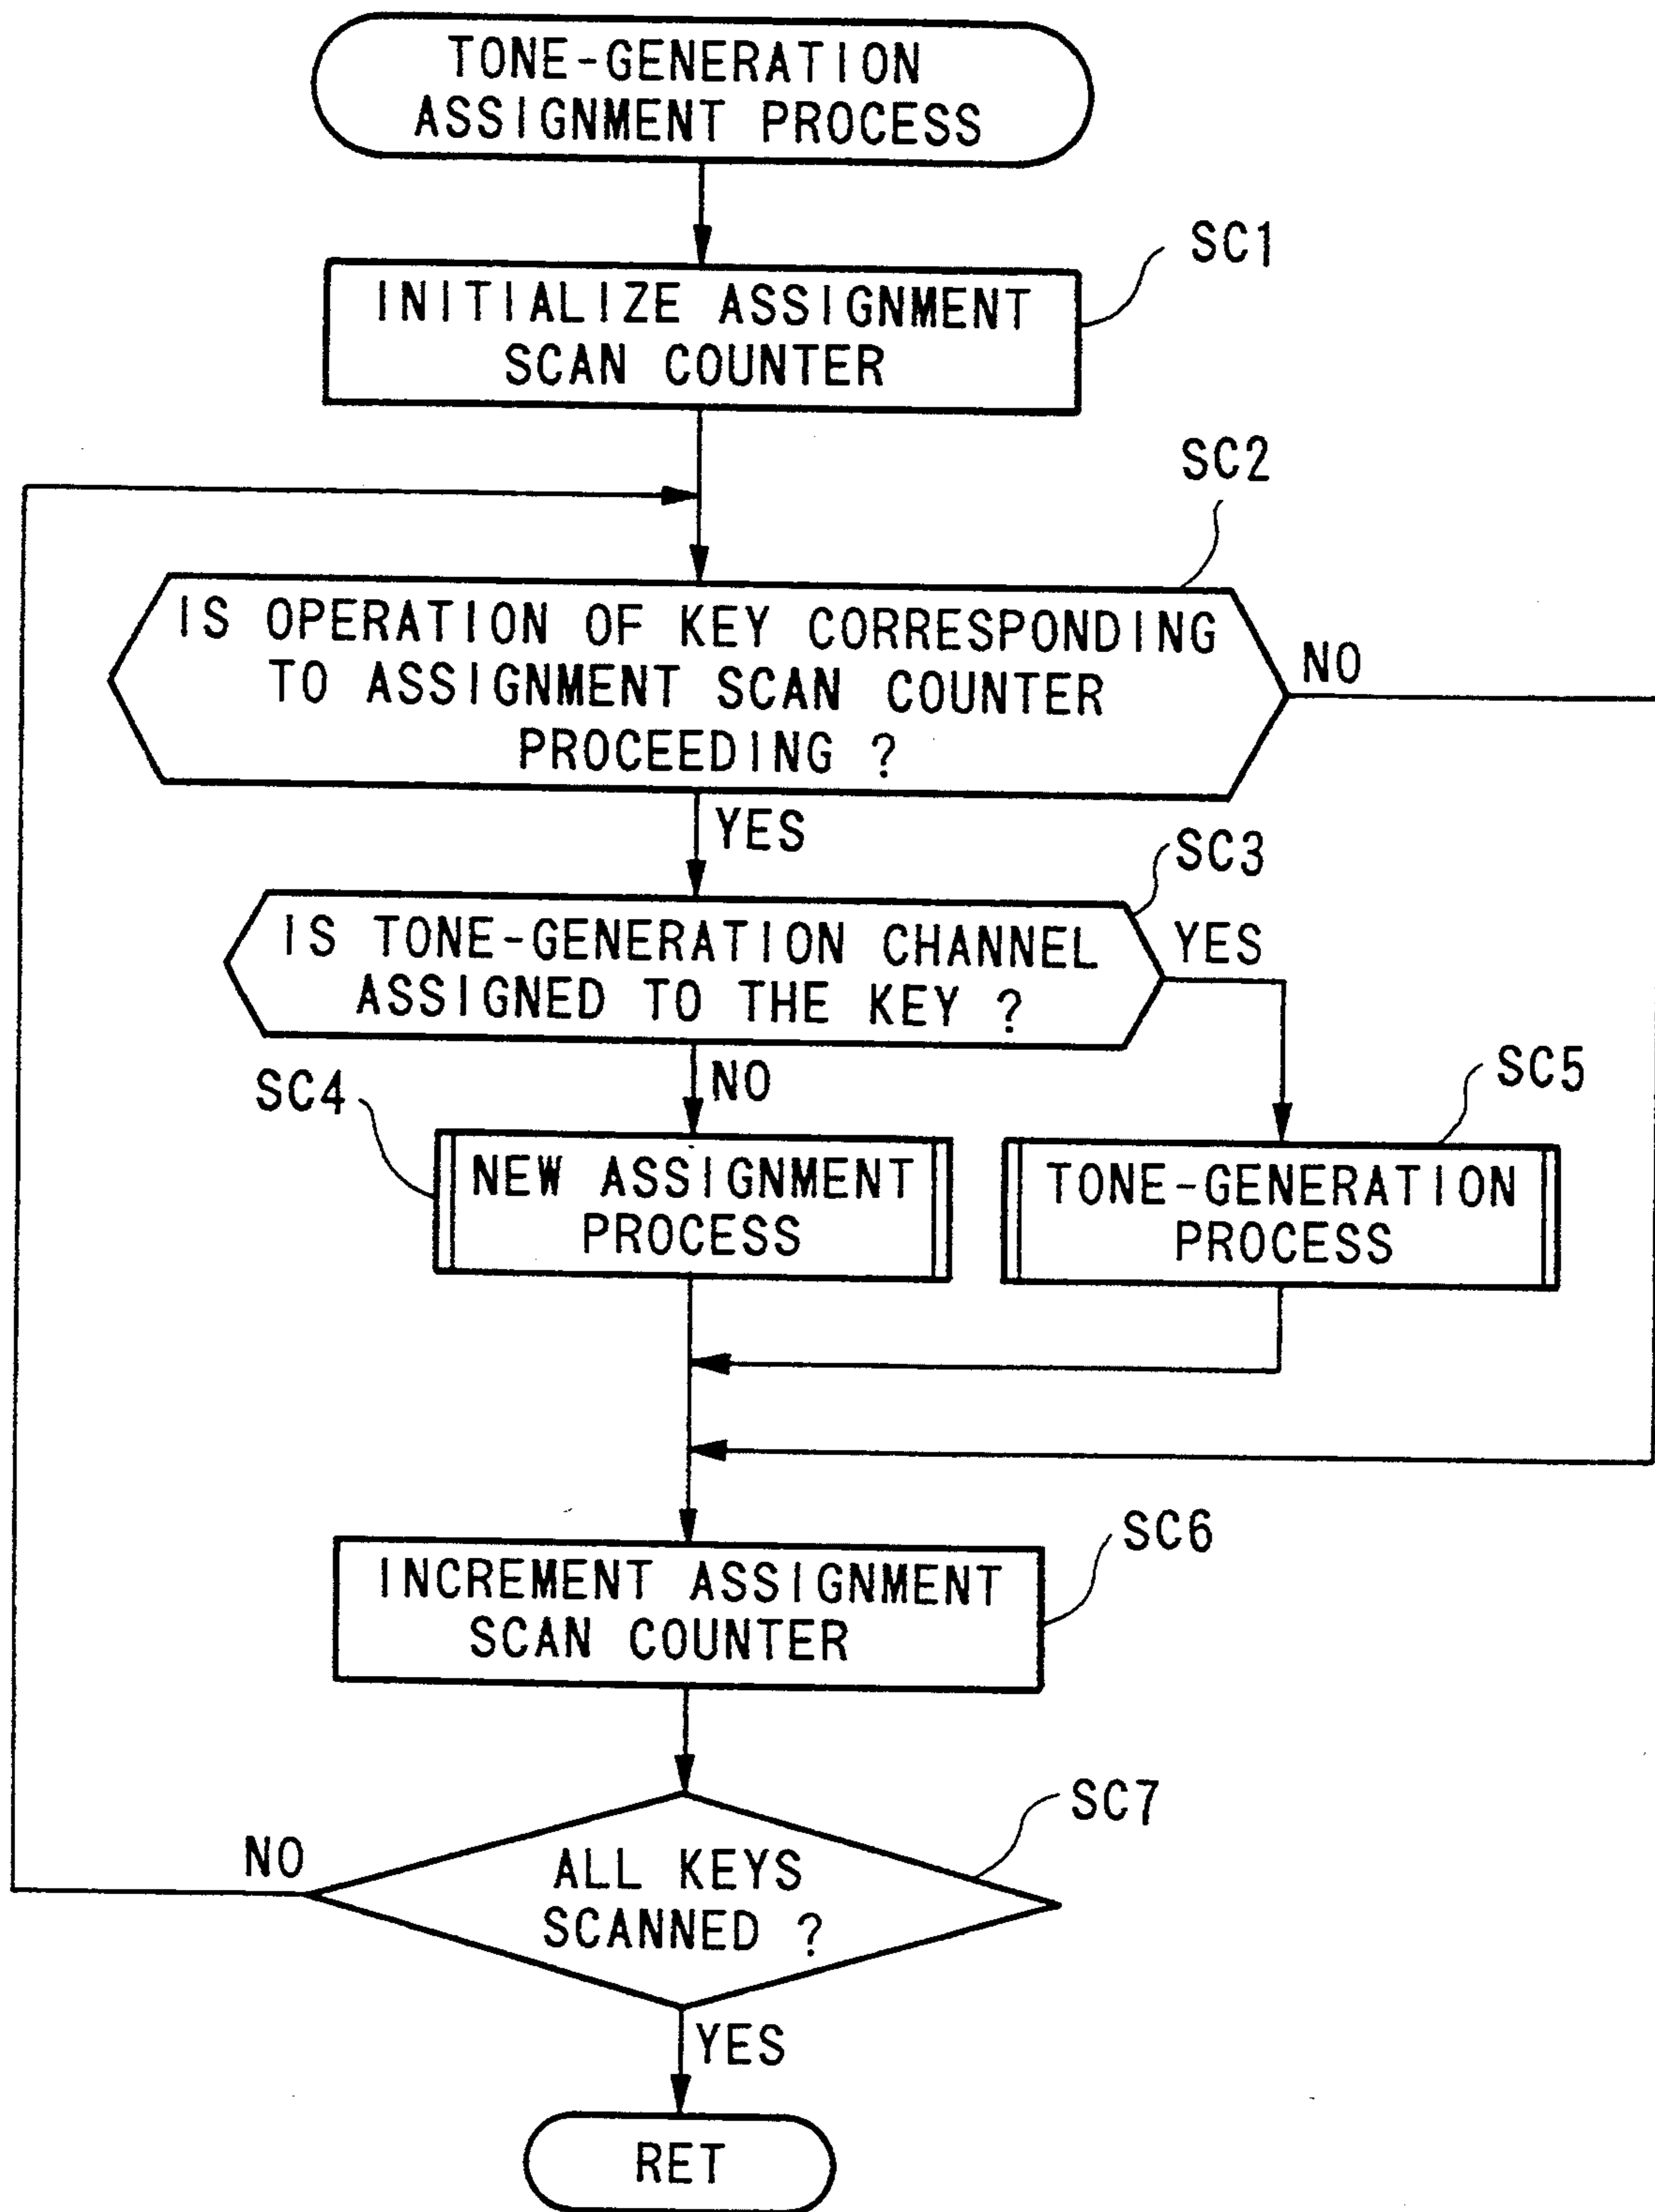 TONE-GENERATION
ASSIGNMENT PROCESS
SC1
INITIALIZE ASSIGNMENT
SCAN COUNTER
SC2
IS OPERATION OF KEY CORRESPONDING
TO ASSIGNMENT SCAN COUNTER
PROCEEDING ?
NO
YES
SC3
IS TONE-GENERATION CHANNEL
ASSIGNED TO THE KEY ?
YES
NO
SC4
NEW ASSIGNMENT
PROCESS
SC5
TONE-GENERATION
PROCESS
SC6
INCREMENT ASSIGNMENT
SCAN COUNTER
SC7
ALL KEYS
SCANNED ?
NO
YES
RET